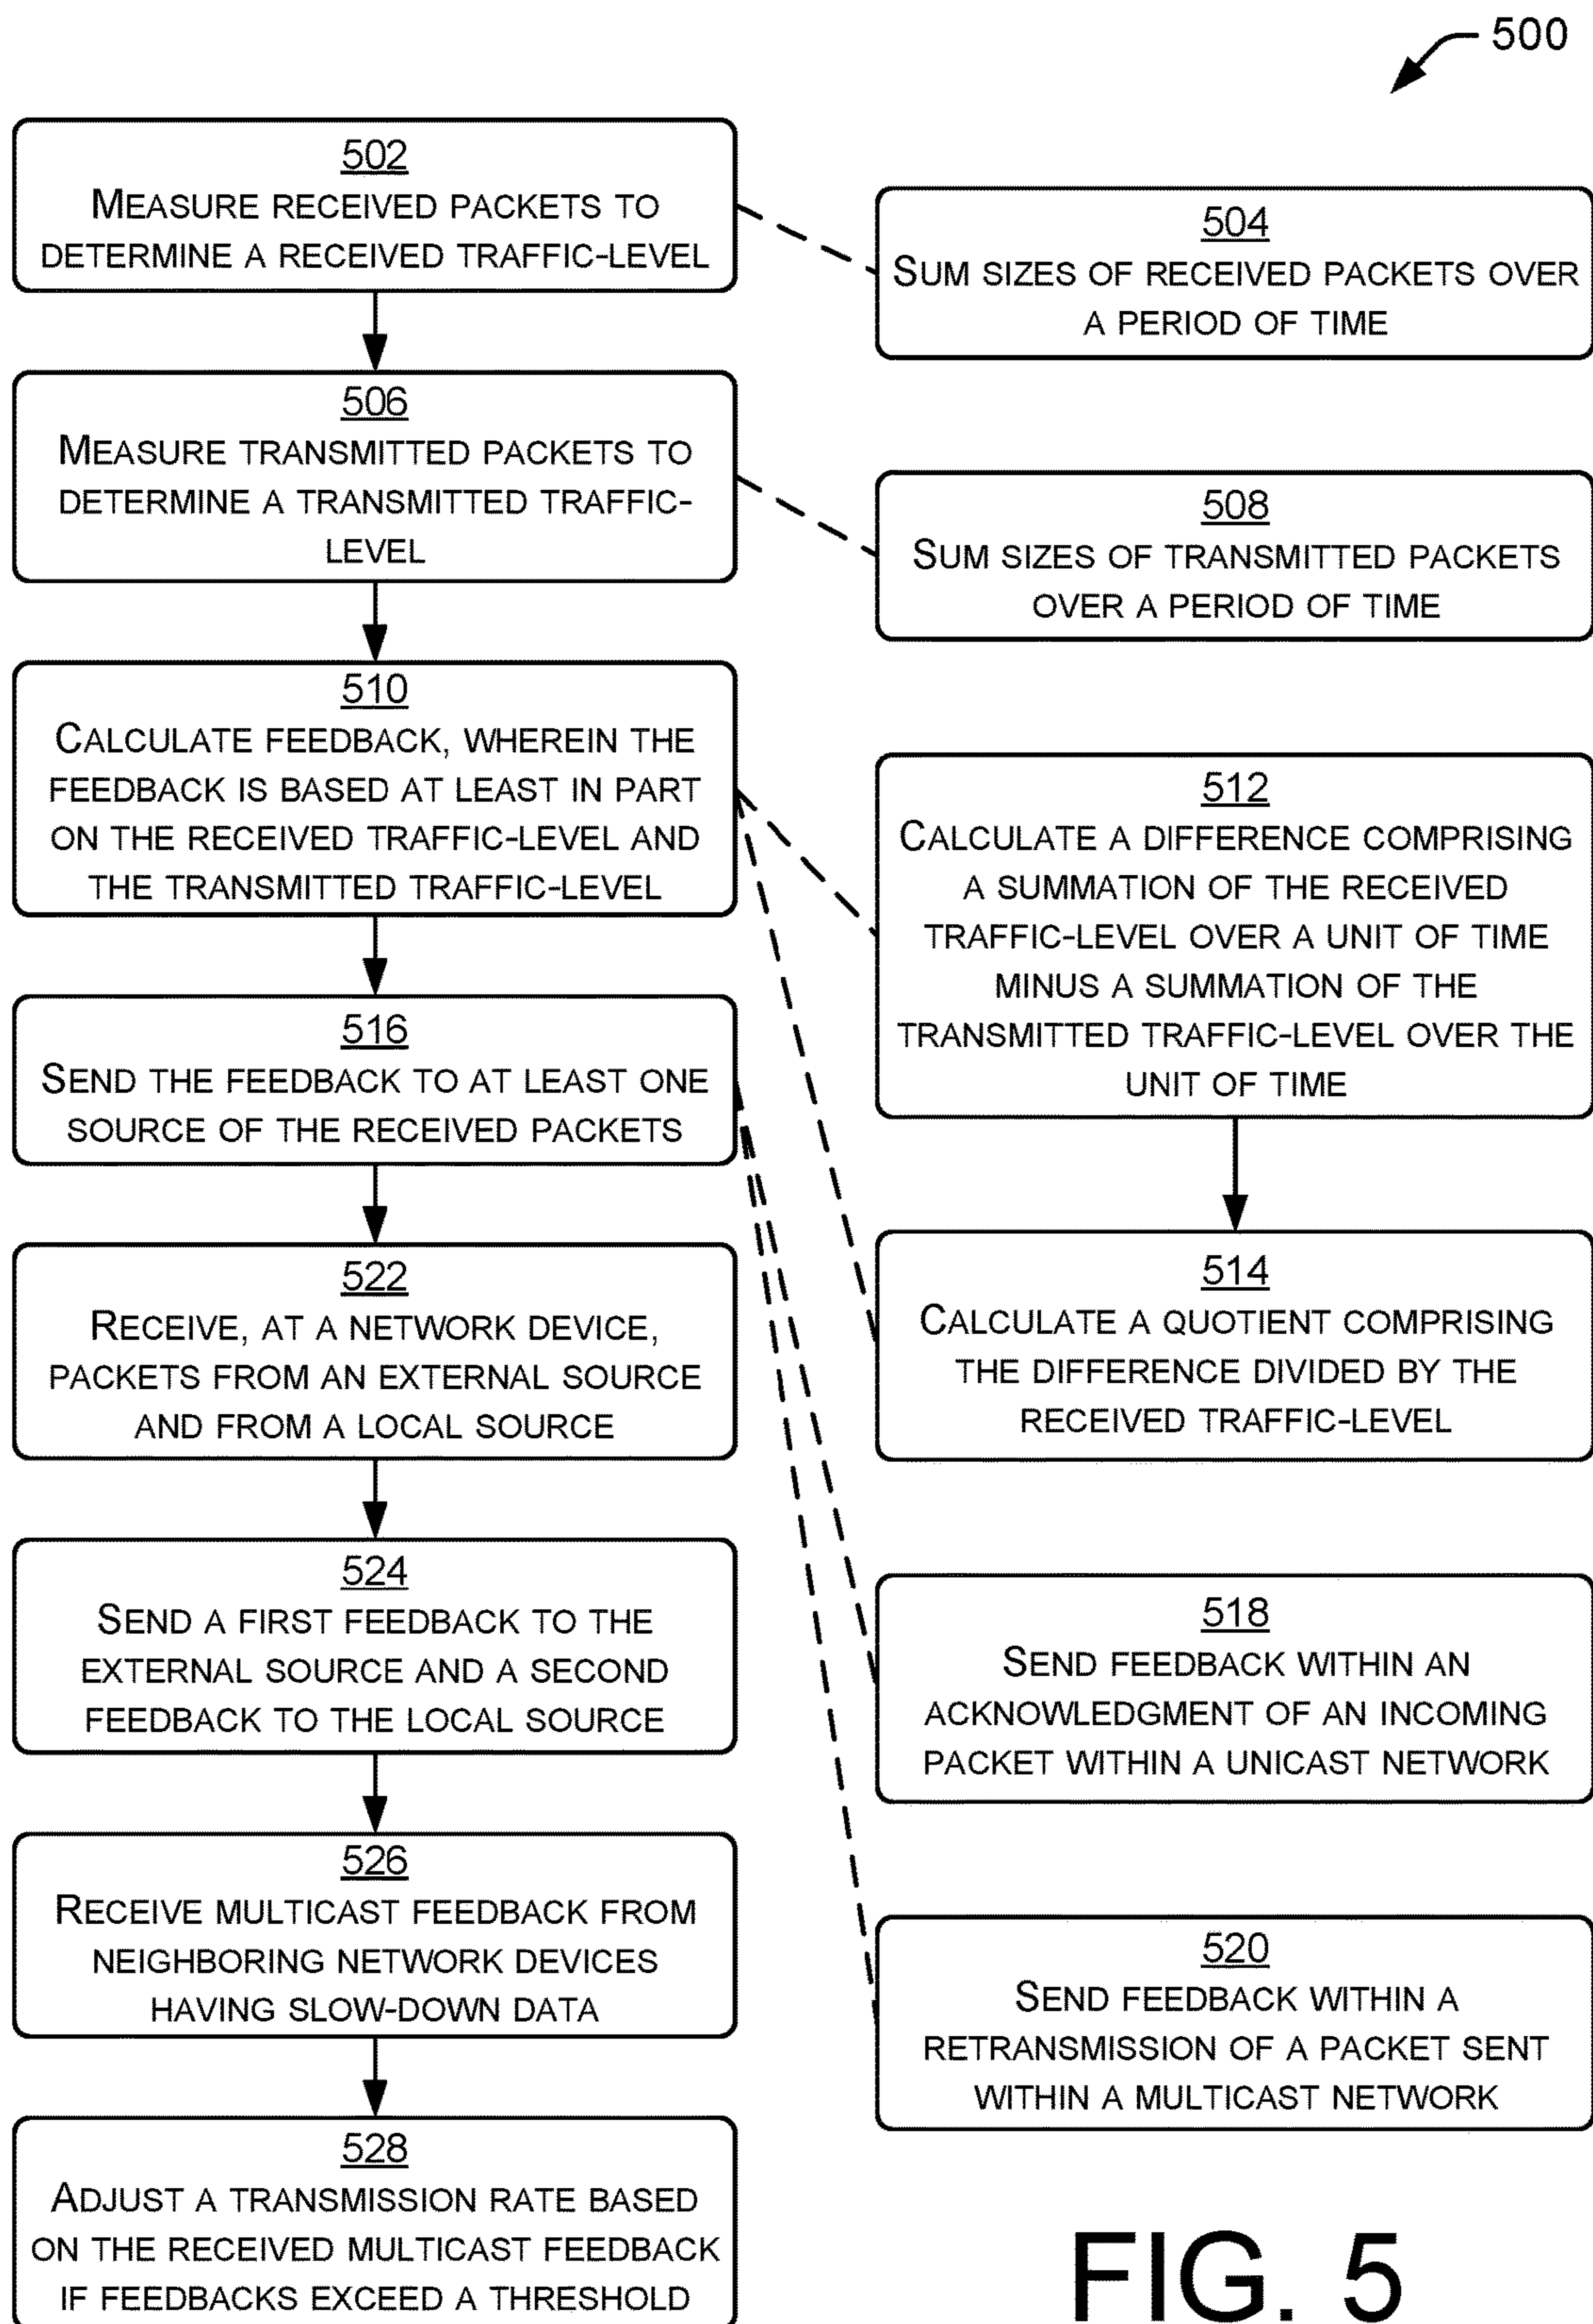 500
502
MEASURE RECEIVED PACKETS TO
DETERMINE A RECEIVED TRAFFIC-LEVEL
504
SUM SIZES OF RECEIVED PACKETS OVER
A PERIOD OF TIME
506
MEASURE TRANSMITTED PACKETS TO
DETERMINE A TRANSMITTED TRAFFIC-
LEVEL
508
SUM SIZES OF TRANSMITTED PACKETS
OVER A PERIOD OF TIME
510
CALCULATE FEEDBACK, WHEREIN THE
FEEDBACK IS BASED AT LEAST IN PART
ON THE RECEIVED TRAFFIC-LEVEL AND
THE TRANSMITTED TRAFFIC-LEVEL
512
CALCULATE A DIFFERENCE COMPRISING
A SUMMATION OF THE RECEIVED
TRAFFIC-LEVEL OVER A UNIT OF TIME
MINUS A SUMMATION OF THE
TRANSMITTED TRAFFIC-LEVEL OVER THE
UNIT OF TIME
514
CALCULATE A QUOTIENT COMPRISING
THE DIFFERENCE DIVIDED BY THE
RECEIVED TRAFFIC-LEVEL
516
SEND THE FEEDBACK TO AT LEAST ONE
SOURCE OF THE RECEIVED PACKETS
518
SEND FEEDBACK WITHIN AN
ACKNOWLEDGMENT OF AN INCOMING
PACKET WITHIN A UNICAST NETWORK
520
SEND FEEDBACK WITHIN A
RETRANSMISSION OF A PACKET SENT
WITHIN A MULTICAST NETWORK
522
RECEIVE, AT A NETWORK DEVICE,
PACKETS FROM AN EXTERNAL SOURCE
AND FROM A LOCAL SOURCE
524
SEND A FIRST FEEDBACK TO THE
EXTERNAL SOURCE AND A SECOND
FEEDBACK TO THE LOCAL SOURCE
526
RECEIVE MULTICAST FEEDBACK FROM
NEIGHBORING NETWORK DEVICES
HAVING SLOW-DOWN DATA
528
ADJUST A TRANSMISSION RATE BASED
ON THE RECEIVED MULTICAST FEEDBACK
IF FEEDBACKS EXCEED A THRESHOLD
FIG. 5